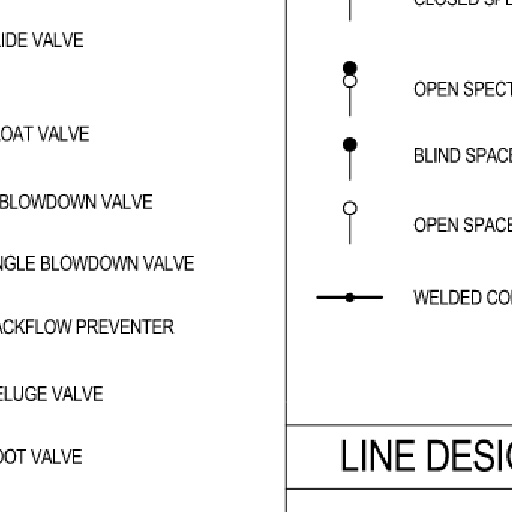 IDE VALVE
OAT VALVE
BLOWDOWN VALVE
NGLE BLOWDOWN VALVE
ACKFLOW PREVENTER
ELUGE VALVE
OOT VALVE
CLOSED SPE
OPEN SPECT
BLIND SPACE
OPEN SPACE
WELDED CO
LINE DESIG